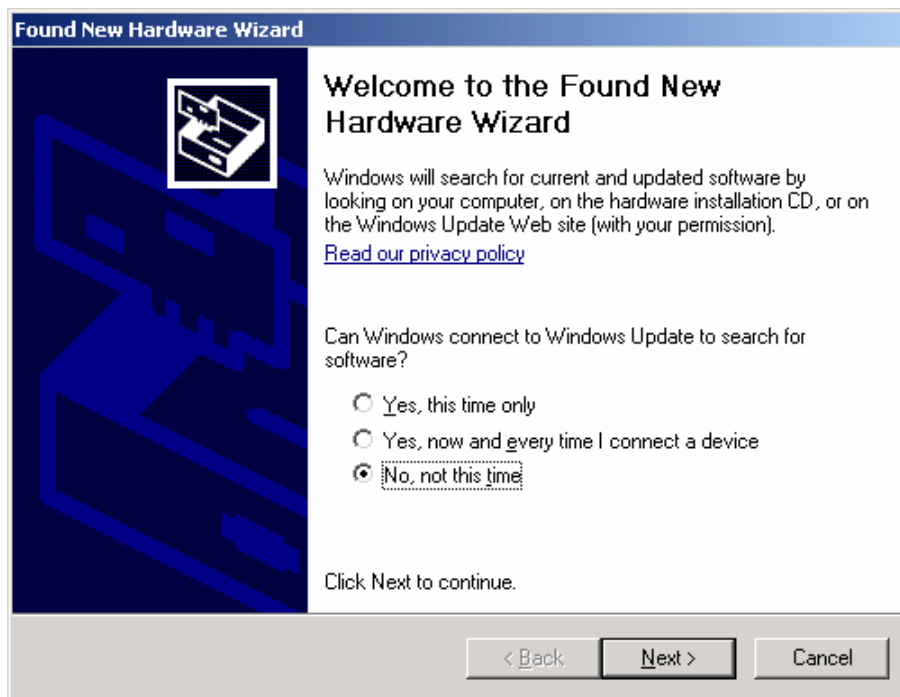 Found New Hardware Wizard
Welcome to the Found New
Hardware Wizard
Windows will search for current and updated software by
looking on your computer, on the hardware installation CD, or on
the Windows Update Web site (with your permission).
Read our privacy policy
Can Windows connect to Windows Update to search for
software?
Yes, this time only
Yes, now and every time I connect a device
No, not this time
Click Next to continue.
< Back
Next >
Cancel